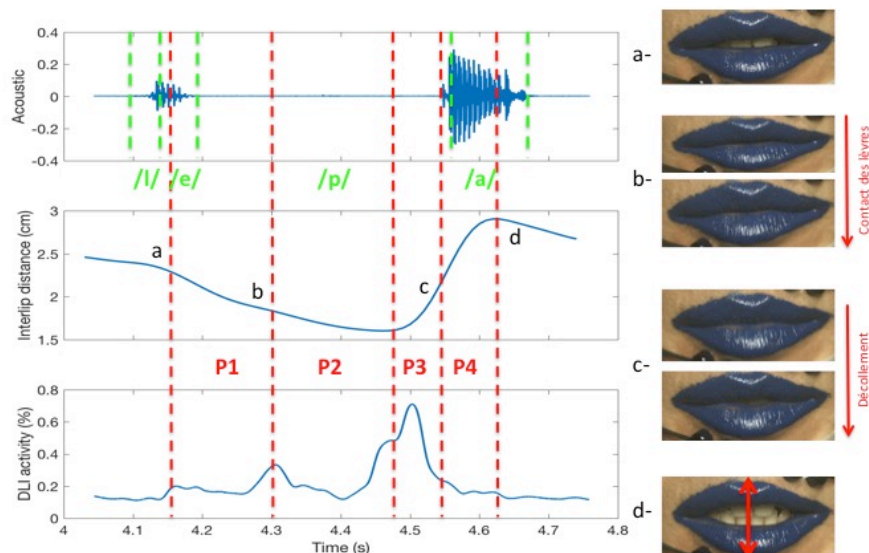 0.4
0.2
0
-0.2
-0.4
Acoustic
/l/ /e/ /p/ /a/
3
2.5
2
1.5
Interlip distance (cm)
a
b
c
d
P1 P2 P3 P4
0.8
0.6
0.4
0.2
0
DLI activity (%)
4 4.1 4.2 4.3 4.4 4.5 4.6 4.7 4.8
Time (s)
a-
b-
Contact des lèvres
c-
Décollement
d-